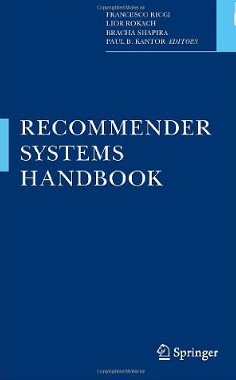 FRANCESCO RICCI
LIOR ROKACH
BRACHA SHAPIRA
PAUL B. KANTOR EDITORS
RECOMMENDER
SYSTEMS
HANDBOOK
Springer